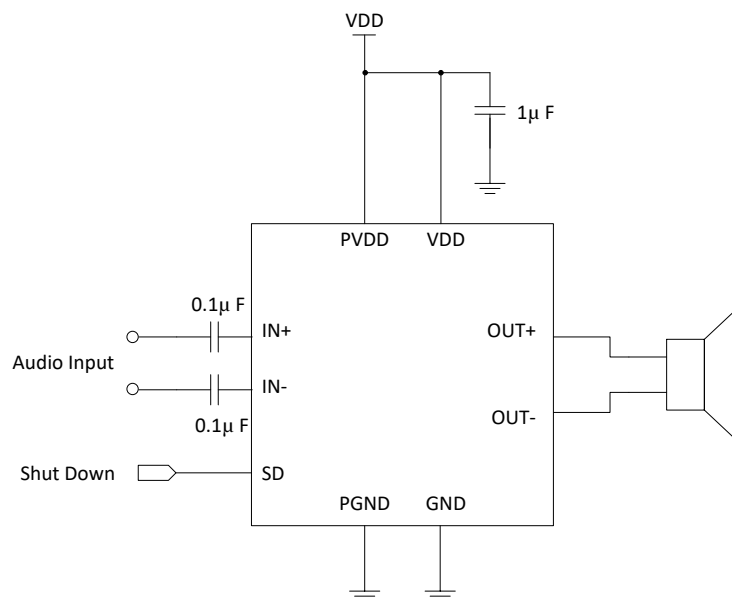 VDD
1μ F
PVDD
VDD
0.1μ F
IN+
OUT+
Audio Input
IN-
OUT-
0.1μ F
Shut Down
SD
PGND
GND